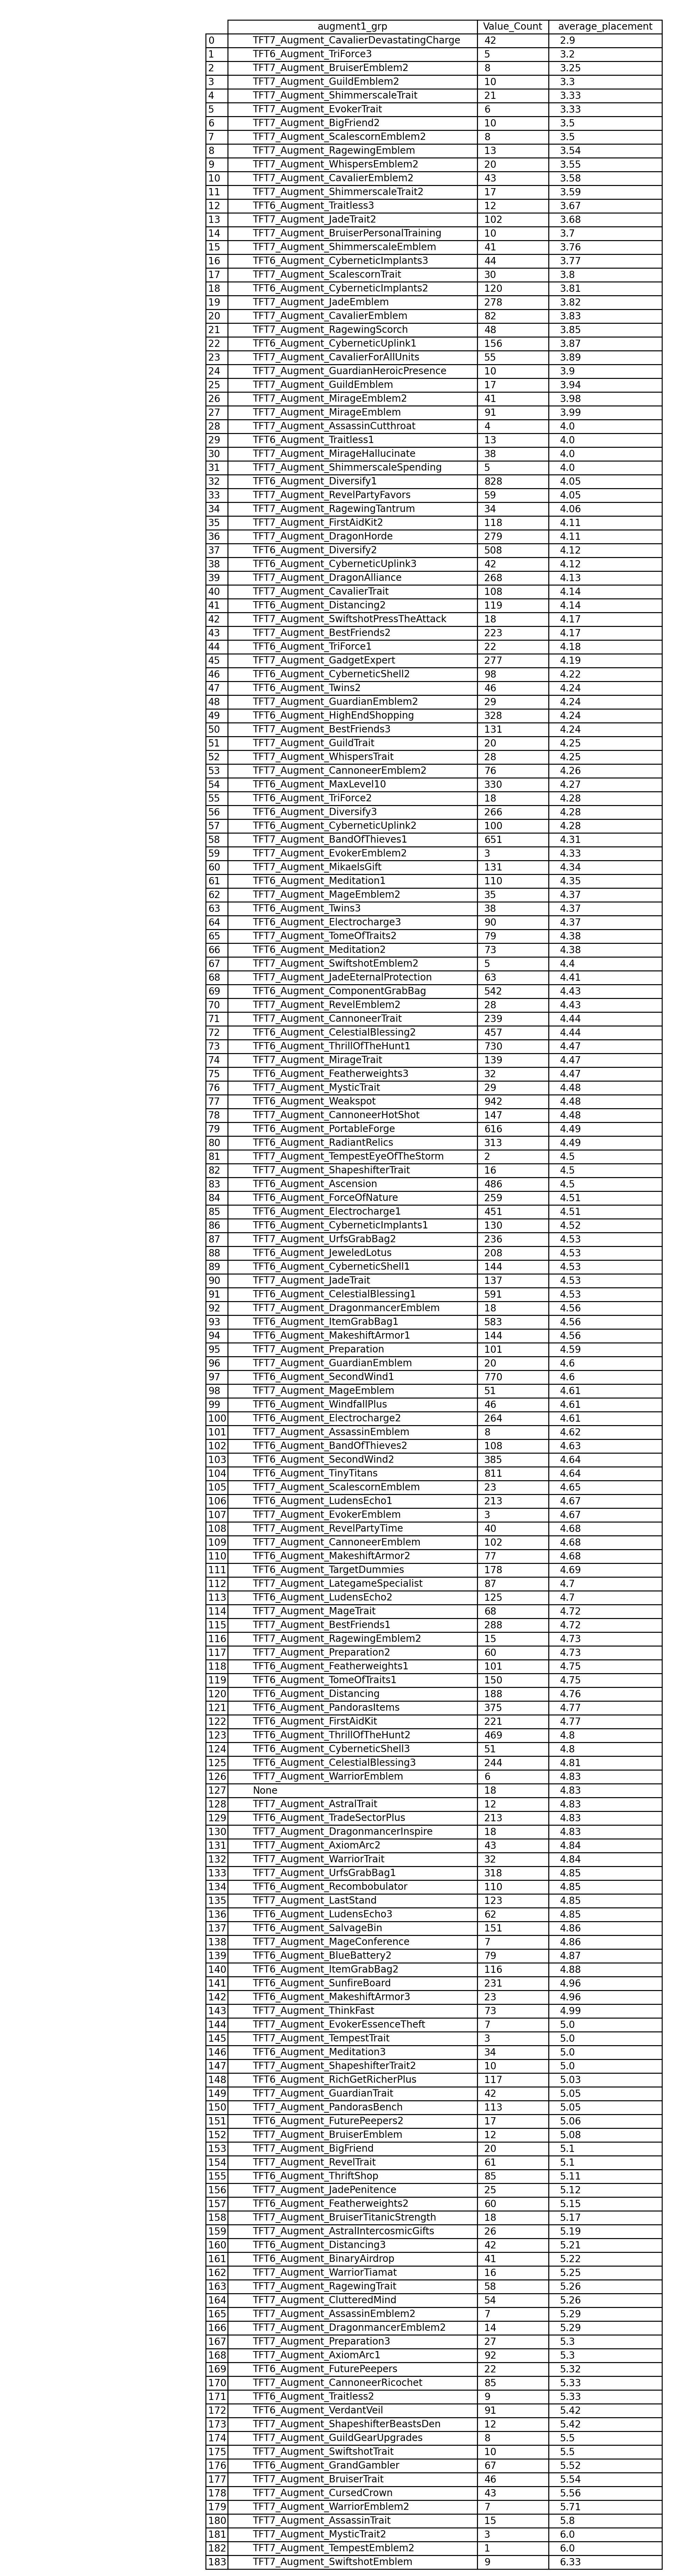 augment1_grp Value_Count average_placement
0 TFT7_Augment_CavalierDevastatingCharge 42 2.9
1 TFT6_Augment_TriForce3 5 3.2
2 TFT7_Augment_BruiserEmblem2 8 3.25
3 TFT7_Augment_GuildEmblem2 10 3.3
4 TFT7_Augment_ShimmerscaleTrait 21 3.33
5 TFT7_Augment_EvokerTrait 6 3.33
6 TFT7_Augment_BigFriend2 10 3.5
7 TFT7_Augment_ScalescornEmblem2 8 3.5
8 TFT7_Augment_RagewingEmblem 13 3.54
9 TFT7_Augment_WhispersEmblem2 20 3.55
10 TFT7_Augment_CavalierEmblem2 43 3.58
11 TFT7_Augment_ShimmerscaleTrait2 17 3.59
12 TFT6_Augment_Traitless3 12 3.67
13 TFT7_Augment_JadeTrait2 102 3.68
14 TFT7_Augment_BruiserPersonalTraining 10 3.7
15 TFT7_Augment_ShimmerscaleEmblem 41 3.76
16 TFT6_Augment_CyberneticImplants3 44 3.77
17 TFT7_Augment_ScalescornTrait 30 3.8
18 TFT6_Augment_CyberneticImplants2 120 3.81
19 TFT7_Augment_JadeEmblem 278 3.82
20 TFT7_Augment_CavalierEmblem 82 3.83
21 TFT7_Augment_RagewingScorch 48 3.85
22 TFT6_Augment_CyberneticUplink1 156 3.87
23 TFT7_Augment_CavalierForAllUnits 55 3.89
24 TFT7_Augment_GuardianHeroicPresence 10 3.9
25 TFT7_Augment_GuildEmblem 17 3.94
26 TFT7_Augment_MirageEmblem2 41 3.98
27 TFT7_Augment_MirageEmblem 91 3.99
28 TFT7_Augment_AssassinCutthroat 4 4.0
29 TFT6_Augment_Traitless1 13 4.0
30 TFT7_Augment_MirageHallucinate 38 4.0
31 TFT7_Augment_ShimmerscaleSpending 5 4.0
32 TFT6_Augment_Diversify1 828 4.05
33 TFT7_Augment_RevelPartyFavors 59 4.05
34 TFT7_Augment_RagewingTantrum 34 4.06
35 TFT7_Augment_FirstAidKit2 118 4.11
36 TFT7_Augment_DragonHorde 279 4.11
37 TFT6_Augment_Diversify2 508 4.12
38 TFT6_Augment_CyberneticUplink3 42 4.12
39 TFT7_Augment_DragonAlliance 268 4.13
40 TFT7_Augment_CavalierTrait 108 4.14
41 TFT6_Augment_Distancing2 119 4.14
42 TFT7_Augment_SwiftshotPressTheAttack 18 4.17
43 TFT7_Augment_BestFriends2 223 4.17
44 TFT6_Augment_TriForce1 22 4.18
45 TFT7_Augment_GadgetExpert 277 4.19
46 TFT6_Augment_CyberneticShell2 98 4.22
47 TFT6_Augment_Twins2 46 4.24
48 TFT7_Augment_GuardianEmblem2 29 4.24
49 TFT6_Augment_HighEndShopping 328 4.24
50 TFT7_Augment_BestFriends3 131 4.24
51 TFT7_Augment_GuildTrait 20 4.25
52 TFT7_Augment_WhispersTrait 28 4.25
53 TFT7_Augment_CannoneerEmblem2 76 4.26
54 TFT6_Augment_MaxLevel10 330 4.27
55 TFT6_Augment_TriForce2 18 4.28
56 TFT6_Augment_Diversify3 266 4.28
57 TFT6_Augment_CyberneticUplink2 100 4.28
58 TFT7_Augment_BandOfThieves1 651 4.31
59 TFT7_Augment_EvokerEmblem2 3 4.33
60 TFT7_Augment_MikaelsGift 131 4.34
61 TFT6_Augment_Meditation1 110 4.35
62 TFT7_Augment_MageEmblem2 35 4.37
63 TFT6_Augment_Twins3 38 4.37
64 TFT6_Augment_Electrocharge3 90 4.37
65 TFT7_Augment_TomeOfTraits2 79 4.38
66 TFT6_Augment_Meditation2 73 4.38
67 TFT7_Augment_SwiftshotEmblem2 5 4.4
68 TFT7_Augment_JadeEternalProtection 63 4.41
69 TFT6_Augment_ComponentGrabBag 542 4.43
70 TFT7_Augment_RevelEmblem2 28 4.43
71 TFT7_Augment_CannoneerTrait 239 4.44
72 TFT6_Augment_CelestialBlessing2 457 4.44
73 TFT6_Augment_ThrillOfTheHunt1 730 4.47
74 TFT7_Augment_MirageTrait 139 4.47
75 TFT6_Augment_Featherweights3 32 4.47
76 TFT7_Augment_MysticTrait 29 4.48
77 TFT6_Augment_Weakspot 942 4.48
78 TFT7_Augment_CannoneerHotShot 147 4.48
79 TFT6_Augment_PortableForge 616 4.49
80 TFT6_Augment_RadiantRelics 313 4.49
81 TFT7_Augment_TempestEyeOfTheStorm 2 4.5
82 TFT7_Augment_ShapeshifterTrait 16 4.5
83 TFT6_Augment_Ascension 486 4.5
84 TFT6_Augment_ForceOfNature 259 4.51
85 TFT6_Augment_Electrocharge1 451 4.51
86 TFT6_Augment_CyberneticImplants1 130 4.52
87 TFT7_Augment_UrfsGrabBag2 236 4.53
88 TFT6_Augment_JeweledLotus 208 4.53
89 TFT6_Augment_CyberneticShell1 144 4.53
90 TFT7_Augment_JadeTrait 137 4.53
91 TFT6_Augment_CelestialBlessing1 591 4.53
92 TFT7_Augment_DragonmancerEmblem 18 4.56
93 TFT6_Augment_ItemGrabBag1 583 4.56
94 TFT6_Augment_MakeshiftArmor1 144 4.56
95 TFT7_Augment_Preparation 101 4.59
96 TFT7_Augment_GuardianEmblem 20 4.6
97 TFT6_Augment_SecondWind1 770 4.6
98 TFT7_Augment_MageEmblem 51 4.61
99 TFT6_Augment_WindfallPlus 46 4.61
100 TFT6_Augment_Electrocharge2 264 4.61
101 TFT7_Augment_AssassinEmblem 8 4.62
102 TFT6_Augment_BandOfThieves2 108 4.63
103 TFT6_Augment_SecondWind2 385 4.64
104 TFT6_Augment_TinyTitans 811 4.64
105 TFT7_Augment_ScalescornEmblem 23 4.65
106 TFT6_Augment_LudensEcho1 213 4.67
107 TFT7_Augment_EvokerEmblem 3 4.67
108 TFT7_Augment_RevelPartyTime 40 4.68
109 TFT7_Augment_CannoneerEmblem 102 4.68
110 TFT6_Augment_MakeshiftArmor2 77 4.68
111 TFT6_Augment_TargetDummies 178 4.69
112 TFT7_Augment_LategameSpecialist 87 4.7
113 TFT6_Augment_LudensEcho2 125 4.7
114 TFT7_Augment_MageTrait 68 4.72
115 TFT7_Augment_BestFriends1 288 4.72
116 TFT7_Augment_RagewingEmblem2 15 4.73
117 TFT7_Augment_Preparation2 60 4.73
118 TFT6_Augment_Featherweights1 101 4.75
119 TFT6_Augment_TomeOfTraits1 150 4.75
120 TFT6_Augment_Distancing 188 4.76
121 TFT6_Augment_PandorasItems 375 4.77
122 TFT6_Augment_FirstAidKit 221 4.77
123 TFT6_Augment_ThrillOfTheHunt2 469 4.8
124 TFT6_Augment_CyberneticShell3 51 4.8
125 TFT6_Augment_CelestialBlessing3 244 4.81
126 TFT7_Augment_WarriorEmblem 6 4.83
127 None 18 4.83
128 TFT7_Augment_AstralTrait 12 4.83
129 TFT6_Augment_TradeSectorPlus 213 4.83
130 TFT7_Augment_DragonmancerInspire 18 4.83
131 TFT7_Augment_AxiomArc2 43 4.84
132 TFT7_Augment_WarriorTrait 32 4.84
133 TFT7_Augment_UrfsGrabBag1 318 4.85
134 TFT6_Augment_Recombobulator 110 4.85
135 TFT7_Augment_LastStand 123 4.85
136 TFT6_Augment_LudensEcho3 62 4.85
137 TFT6_Augment_SalvageBin 151 4.86
138 TFT7_Augment_MageConference 7 4.86
139 TFT6_Augment_BlueBattery2 79 4.87
140 TFT6_Augment_ItemGrabBag2 116 4.88
141 TFT6_Augment_SunfireBoard 231 4.96
142 TFT6_Augment_MakeshiftArmor3 23 4.96
143 TFT7_Augment_ThinkFast 73 4.99
144 TFT7_Augment_EvokerEssenceTheft 7 5.0
145 TFT7_Augment_TempestTrait 3 5.0
146 TFT6_Augment_Meditation3 34 5.0
147 TFT7_Augment_ShapeshifterTrait2 10 5.0
148 TFT6_Augment_RichGetRicherPlus 117 5.03
149 TFT7_Augment_GuardianTrait 42 5.05
150 TFT7_Augment_PandorasBench 113 5.05
151 TFT6_Augment_FuturePeepers2 17 5.06
152 TFT7_Augment_BruiserEmblem 12 5.08
153 TFT7_Augment_BigFriend 20 5.1
154 TFT7_Augment_RevelTrait 61 5.1
155 TFT6_Augment_ThriftShop 85 5.11
156 TFT7_Augment_JadePenitence 25 5.12
157 TFT6_Augment_Featherweights2 60 5.15
158 TFT7_Augment_BruiserTitanicStrength 18 5.17
159 TFT7_Augment_AstralIntercosmicGifts 26 5.19
160 TFT6_Augment_Distancing3 42 5.21
161 TFT6_Augment_BinaryAirdrop 41 5.22
162 TFT7_Augment_WarriorTiamat 16 5.25
163 TFT7_Augment_RagewingTrait 58 5.26
164 TFT7_Augment_ClutteredMind 54 5.26
165 TFT7_Augment_AssassinEmblem2 7 5.29
166 TFT7_Augment_DragonmancerEmblem2 14 5.29
167 TFT7_Augment_Preparation3 27 5.3
168 TFT7_Augment_AxiomArc1 92 5.3
169 TFT6_Augment_FuturePeepers 22 5.32
170 TFT7_Augment_CannoneerRicochet 85 5.33
171 TFT6_Augment_Traitless2 9 5.33
172 TFT6_Augment_VerdantVeil 91 5.42
173 TFT7_Augment_ShapeshifterBeastsDen 12 5.42
174 TFT7_Augment_GuildGearUpgrades 8 5.5
175 TFT7_Augment_SwiftshotTrait 10 5.5
176 TFT6_Augment_GrandGambler 67 5.52
177 TFT7_Augment_BruiserTrait 46 5.54
178 TFT7_Augment_CursedCrown 43 5.56
179 TFT7_Augment_WarriorEmblem2 7 5.71
180 TFT7_Augment_AssassinTrait 15 5.8
181 TFT7_Augment_MysticTrait2 3 6.0
182 TFT7_Augment_TempestEmblem2 1 6.0
183 TFT7_Augment_SwiftshotEmblem 9 6.33